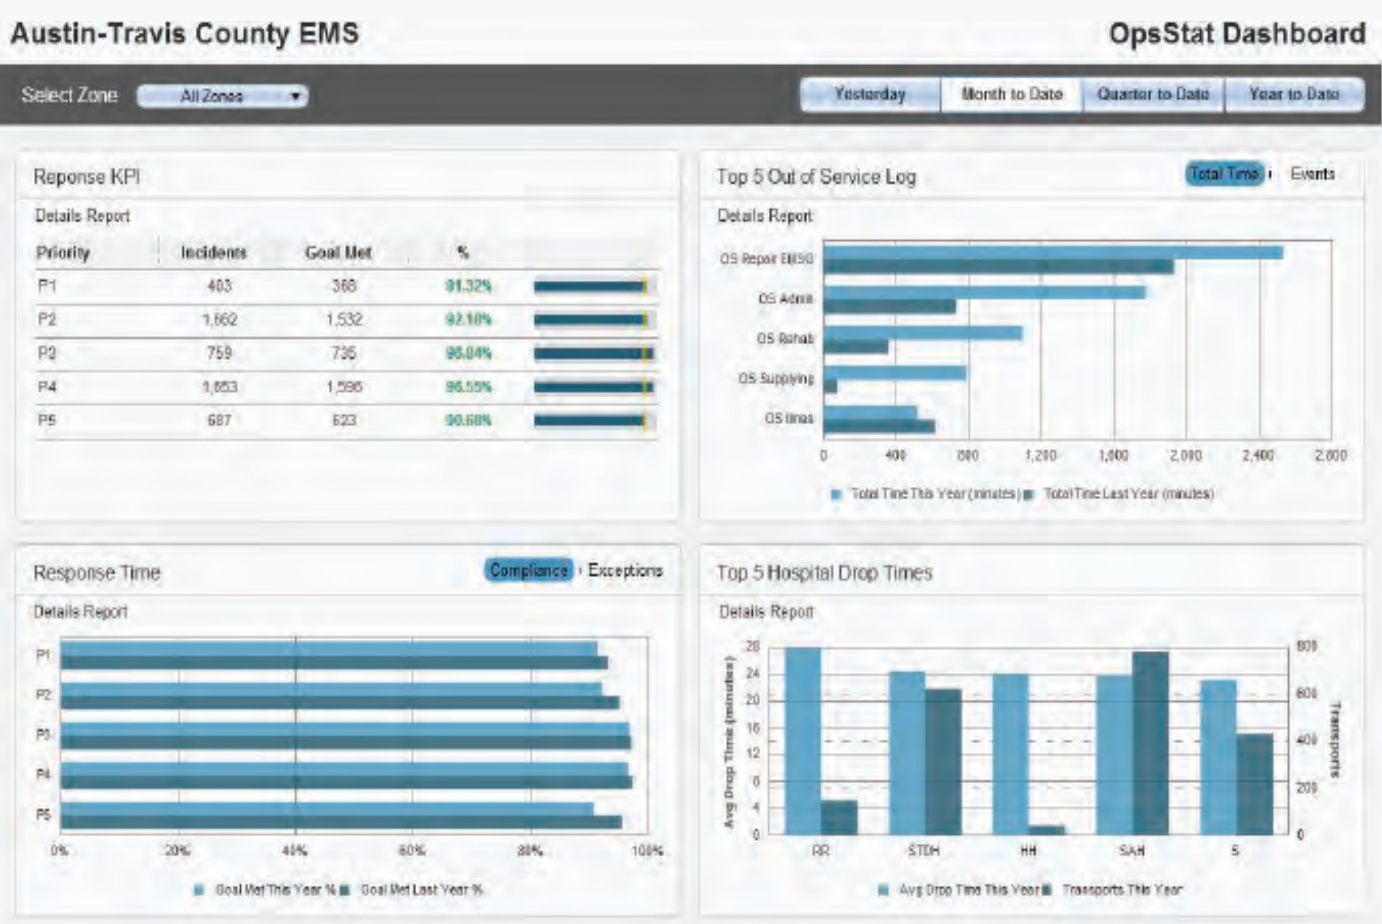 Austin-Travis County EMS
OpsStat Dashboard
Select Zone
All Zones
Yesterday
Month to Date
Quarter to Date
Year to Date
Reponse KPI
Details Report
Priority Incidents Goal Met %
P1 403 368 91.32%
P2 1,662 1,532 92.18%
P3 759 735 96.84%
P4 1,653 1,596 96.55%
P5 687 623 90.68%
Top 5 Out of Service Log
Total Time
Events
Details Report
OS Repair
OS Admin
OS Rehab
OS Supplying
OS
0 400 800 1,200 1,600 2,000 2,400 2,800
Total Time This Year (minutes) Total Time Last Year (minutes)
Response Time
Compliance
Exceptions
Details Report
P1
P2
P3
P4
P5
0% 20% 40% 60% 80% 100%
Goal Met This Year % Goal Met Last Year %
Top 5 Hospital Drop Times
Details Report
Avg Drop Time (minutes)
28
24
20
16
12
8
4
0
800
600
400
200
0
Transports
RR STDH HH SAH S
Avg Drop Time This Year Transports This Year